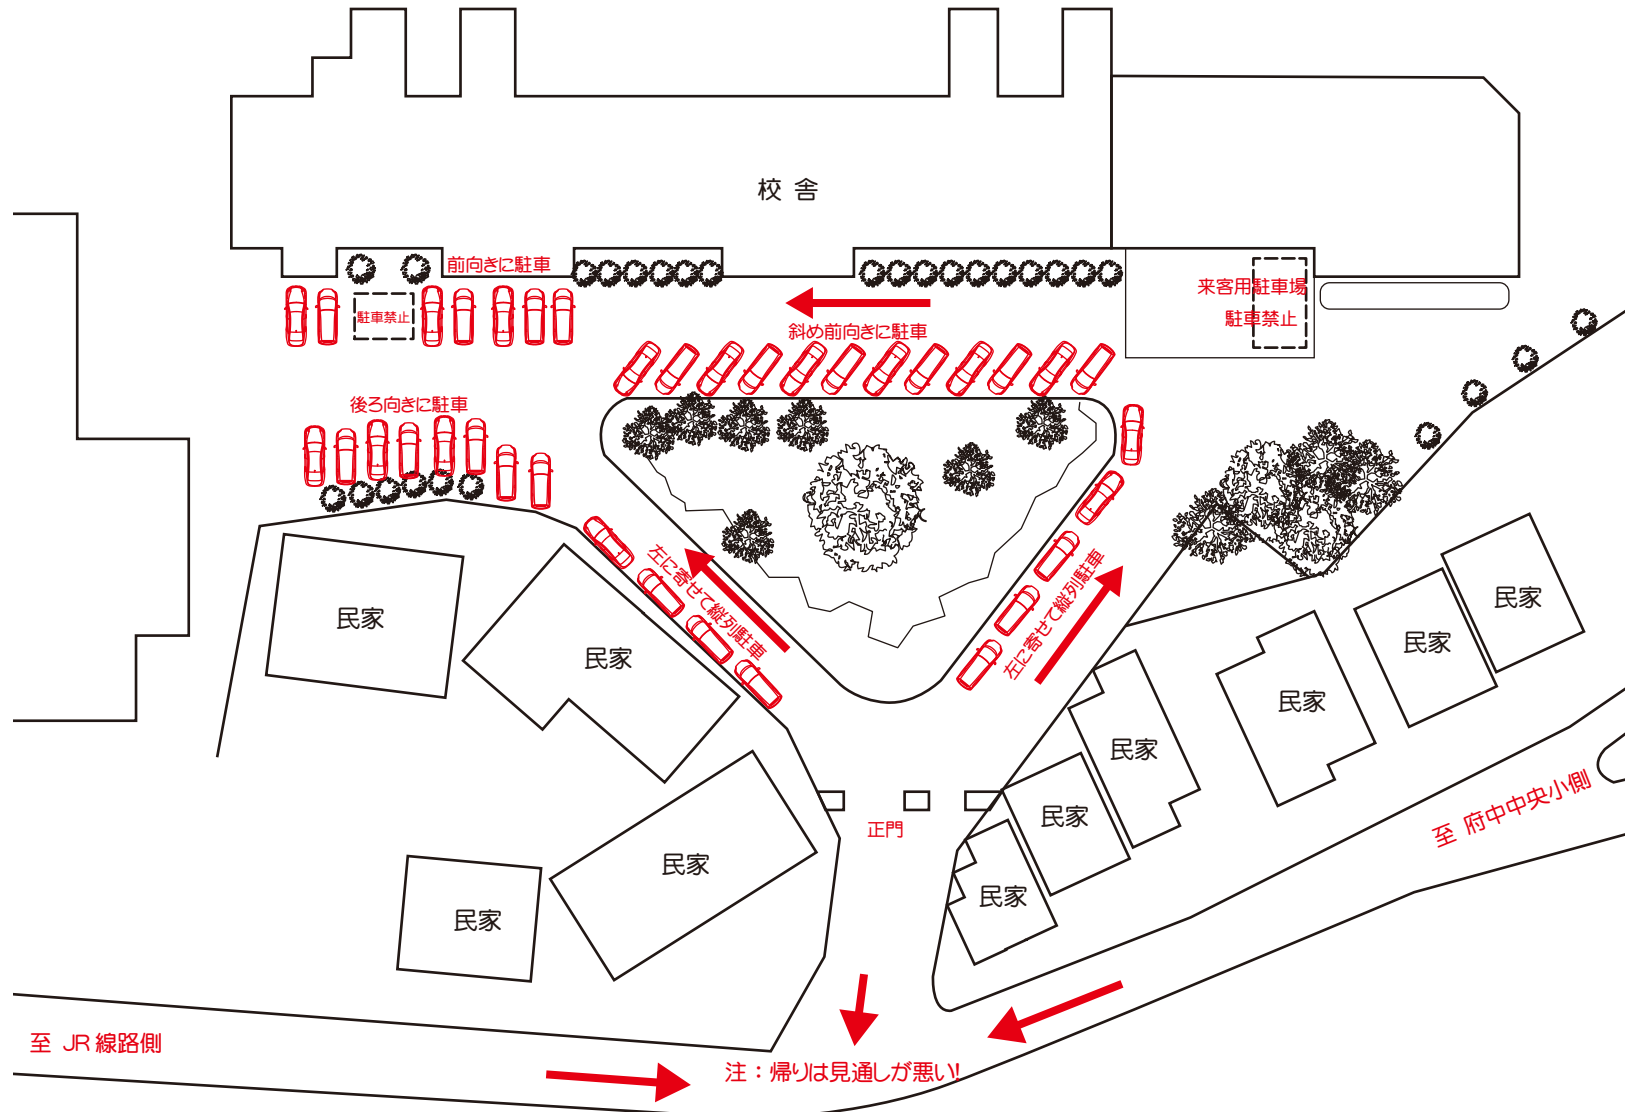 校 舎
前向きに駐車
来客用駐車場
駐車禁止
駐車禁止
斜め前向きに駐車
後ろ向きに駐車
左に寄せて縦列駐車
左に寄せて縦列駐車
民家
民家
民家
民家
民家
民家
民家
民家
民家
民家
民家
正門
至 府中中央小側
至 JR線路側
注：帰りは見通しが悪い!